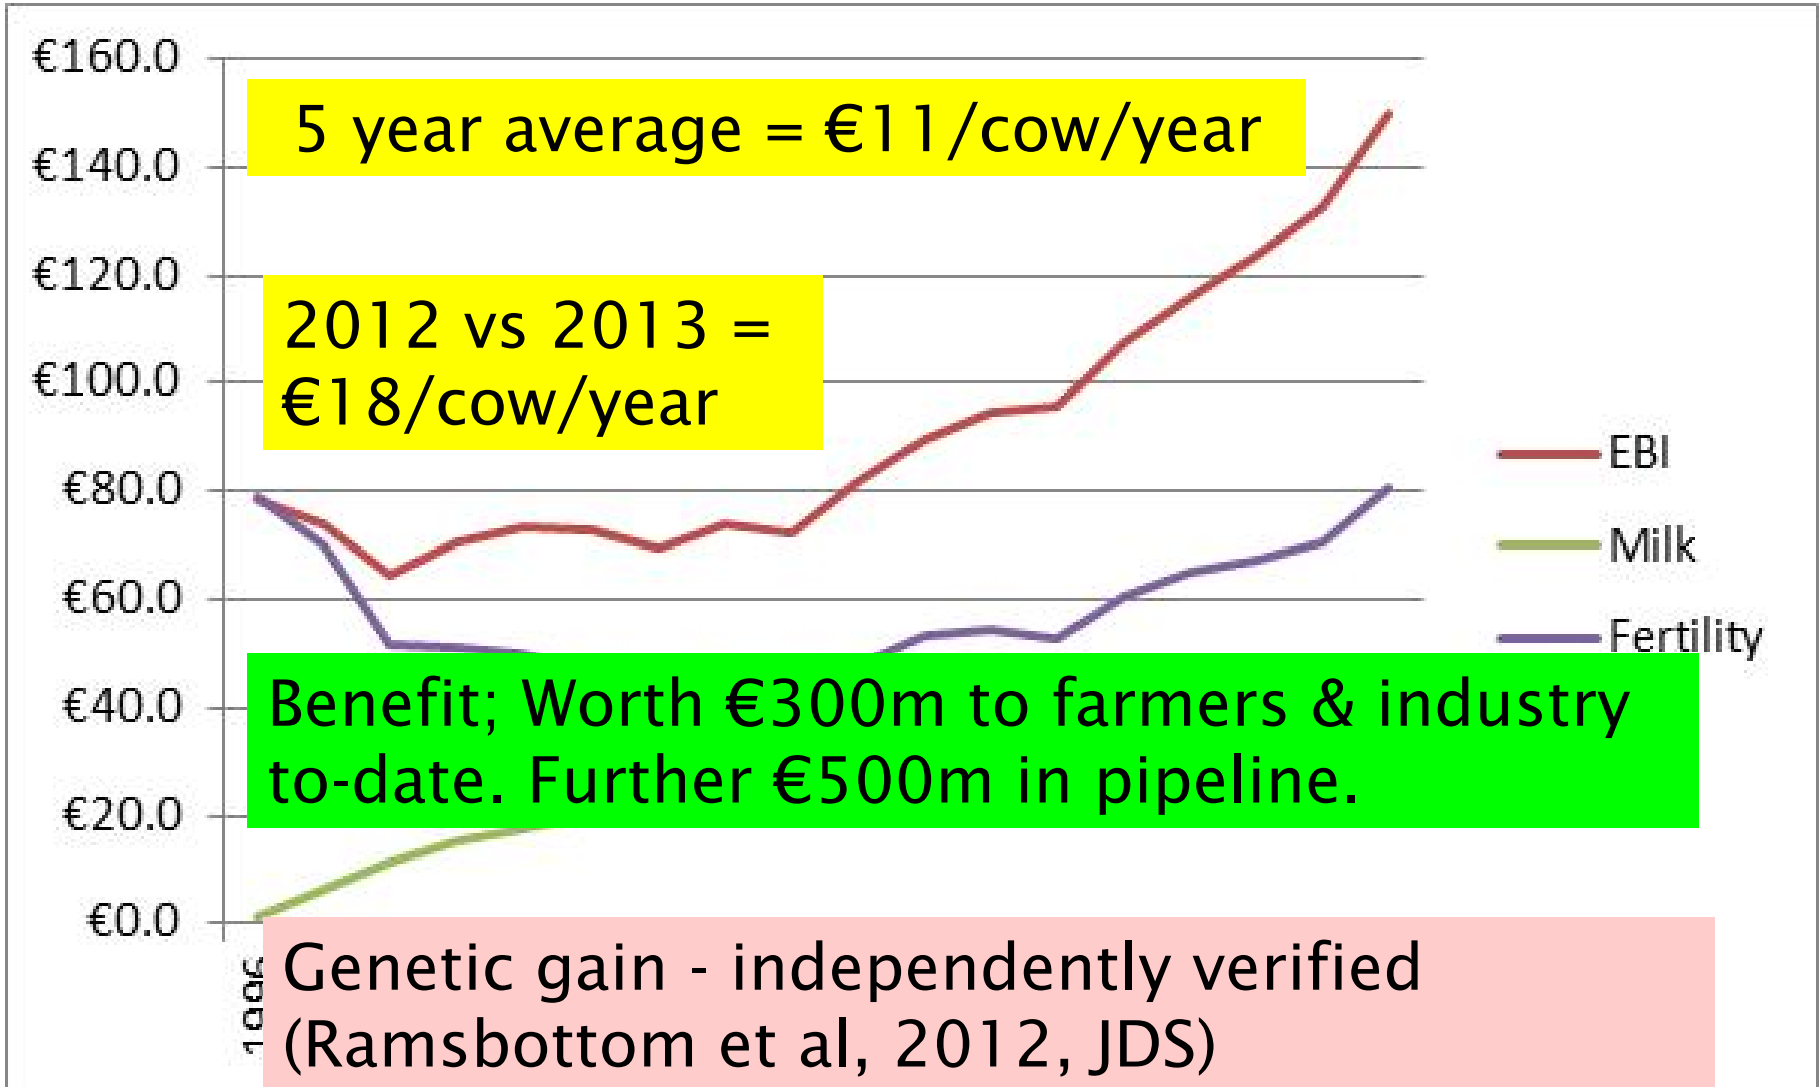 €160.0
5 year average = €11/cow/year
€140.0
€120.0
2012 vs 2013 =
€100.0
€18/cow/year
EBI
€80.0
Milk
€60.0
Fertility
Benefit; Worth €300m to farmers & industry
€40.0
to-date. Further €500m in pipeline.
€20.0
€0.0
1996
Genetic gain - independently verified
(Ramsbottom et al, 2012, JDS)